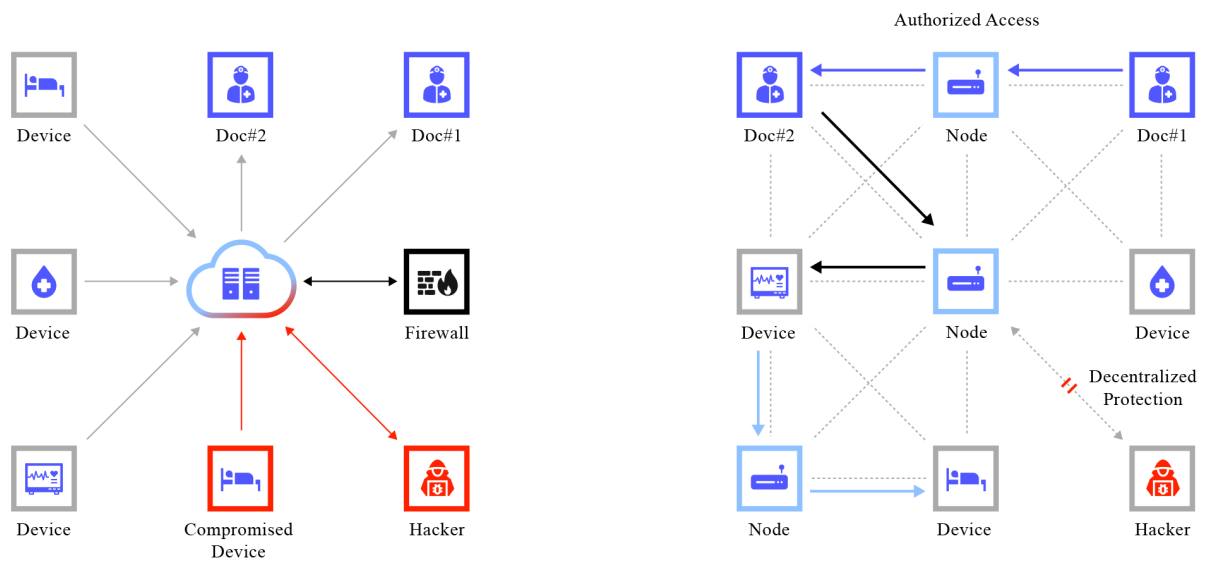 Authorized Access
Device
Doc#2
Doc#1
Doc#2
Node
Doc#1
Device
Firewall
Device
Node
Device
Decentralized
Protection
Device
Compromised
Device
Hacker
Node
Device
Hacker